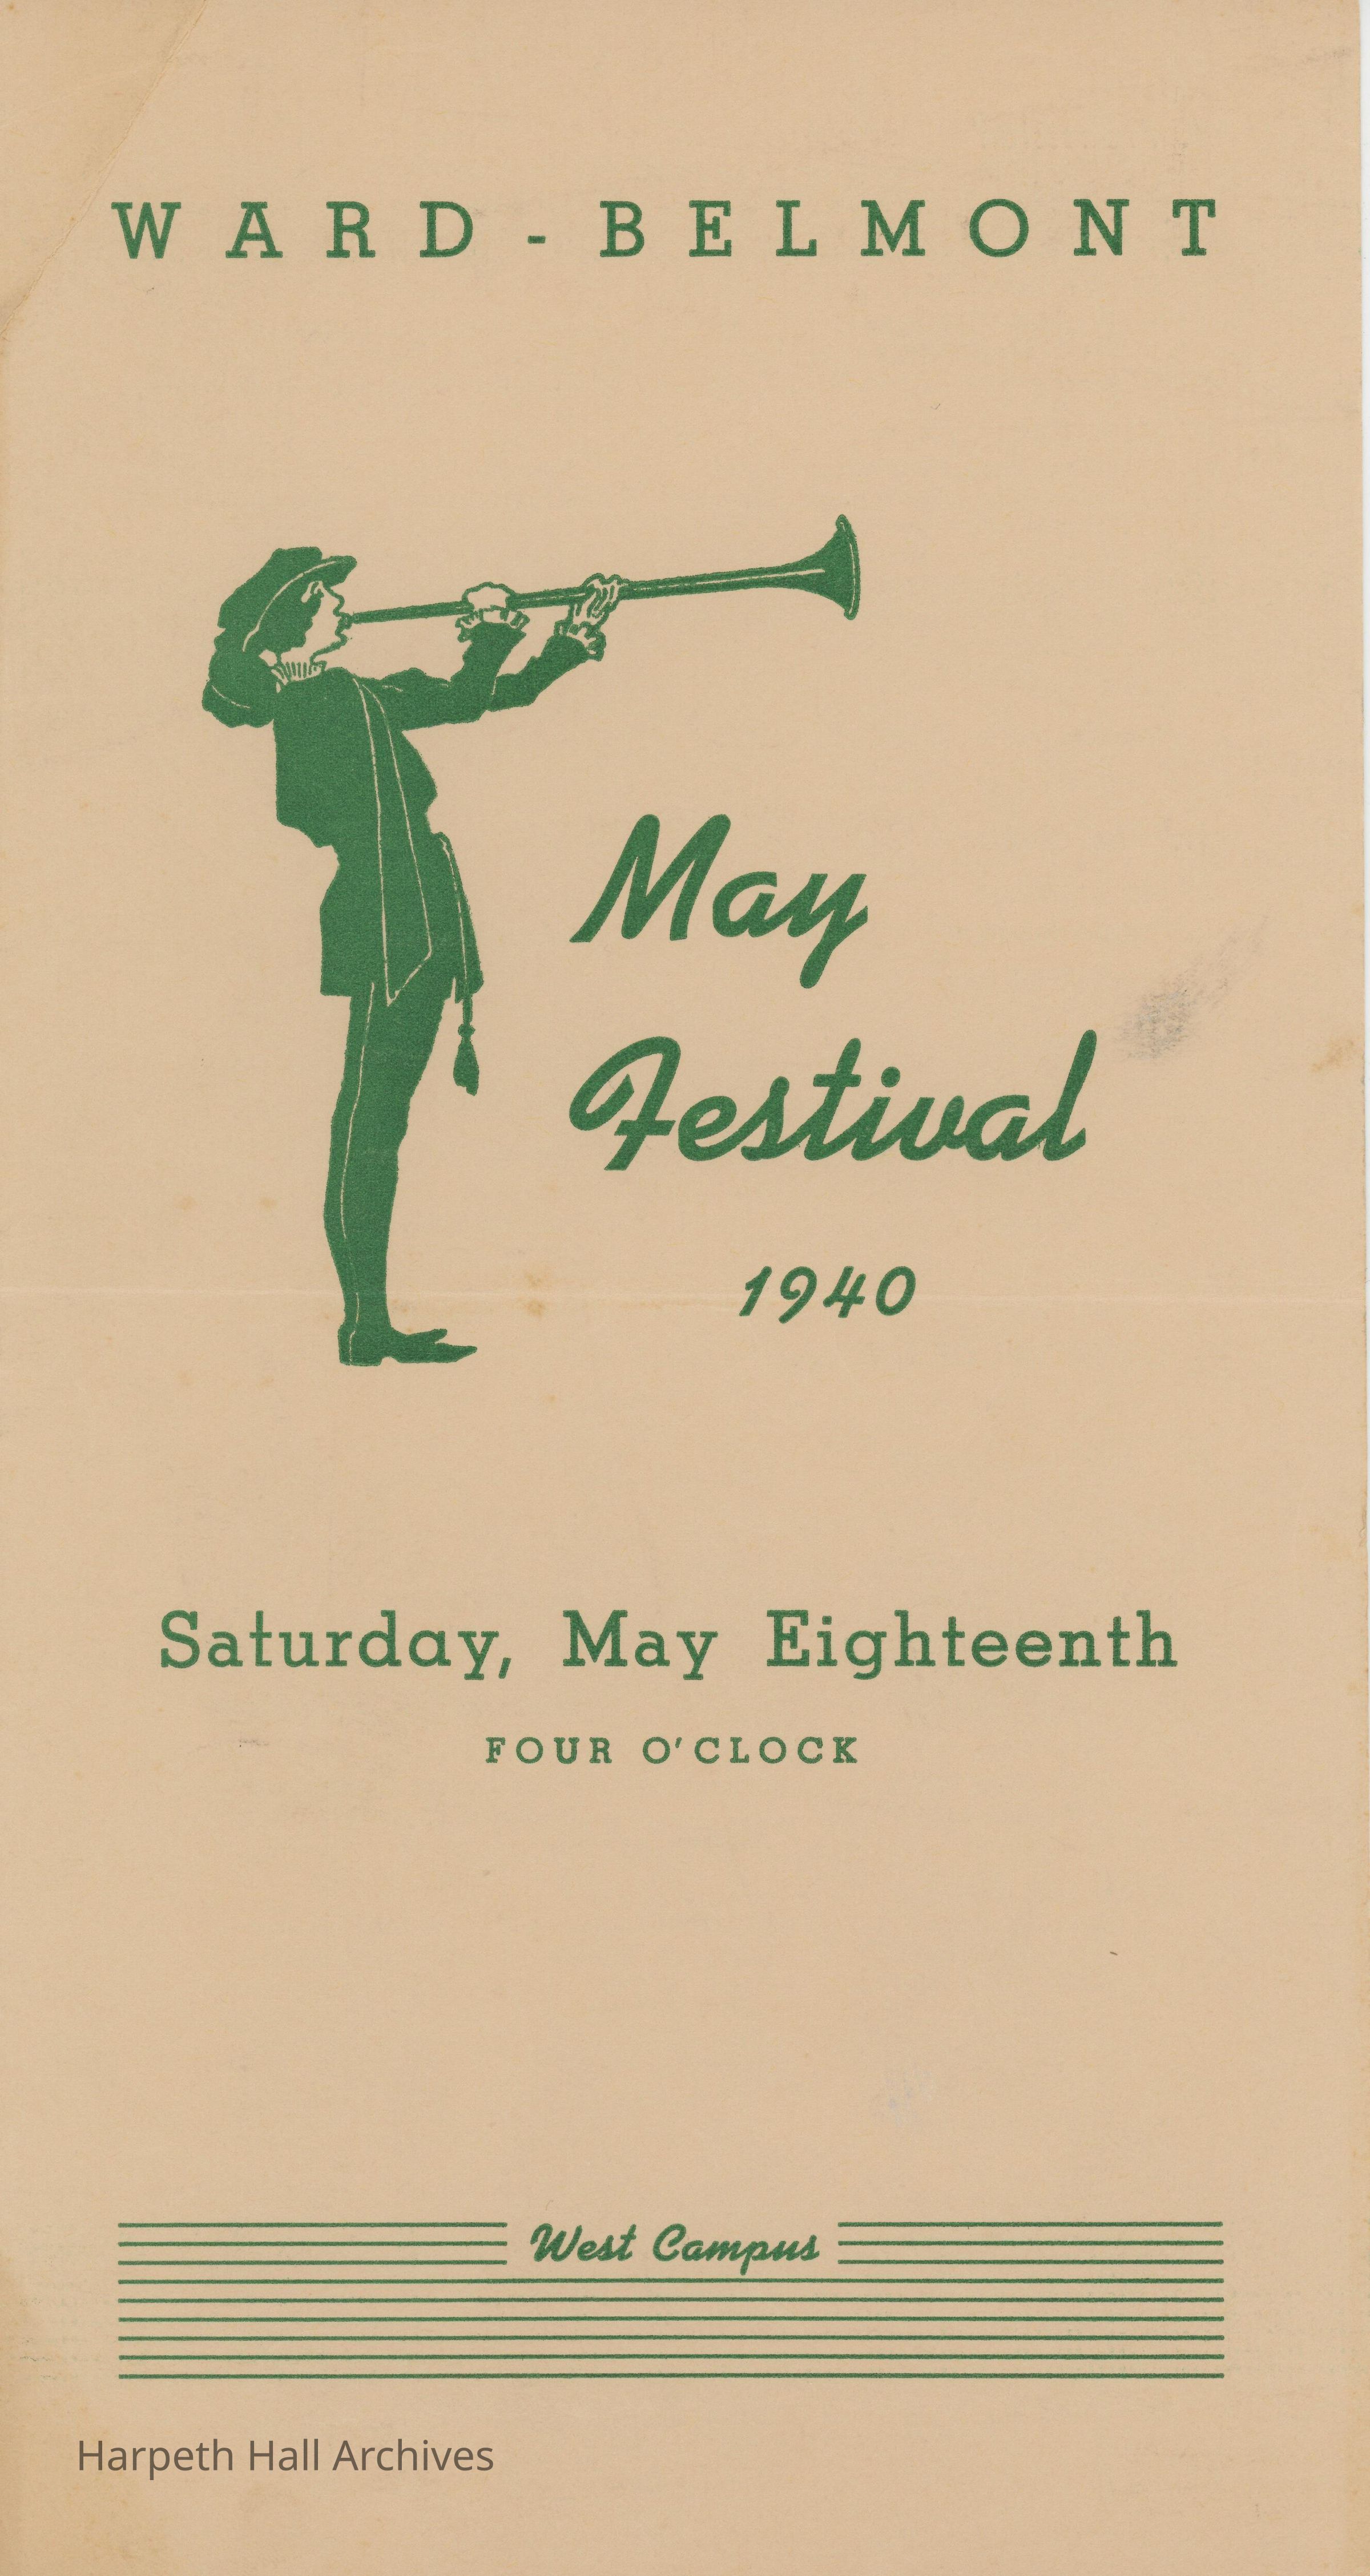 WARD-BELMONT
May
Festival
1940
Saturday, May Eighteenth
FOUR O'CLOCK
West Campus
Harpeth Hall Archives